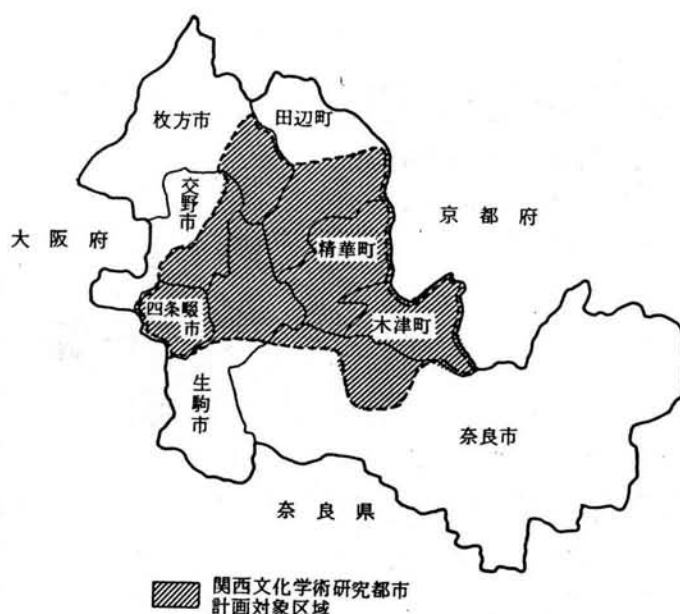 枚方市
田辺町
交野市
大阪府
京都府
精華町
四条畷
市
木津町
生駒市
奈良市
奈良県
関西文化学術研究都市
計画対象区域